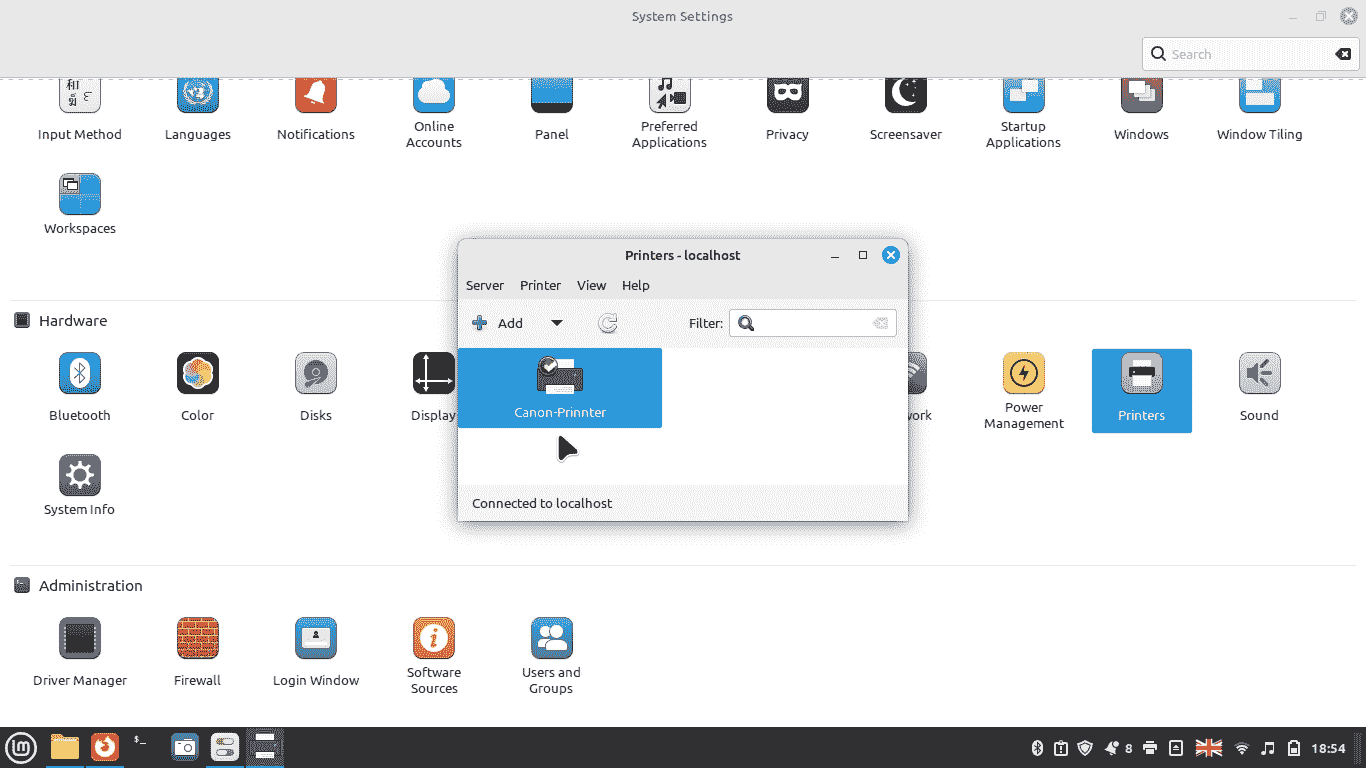 System Settings
Search
Input Method
Languages
Notifications
Online
Accounts
Panel
Preferred
Applications
Privacy
Screensaver
Startup
Applications
Windows
Window Tiling
Workspaces
Printers - localhost
Server Printer View Help
Add
Filter:
Canon-Prinnter
Connected to localhost
Hardware
Bluetooth
Color
Disks
Display
work
Power
Management
Printers
Sound
System Info
Administration
Driver Manager
Firewall
Login Window
Software
Sources
Users and
Groups
8
18:54